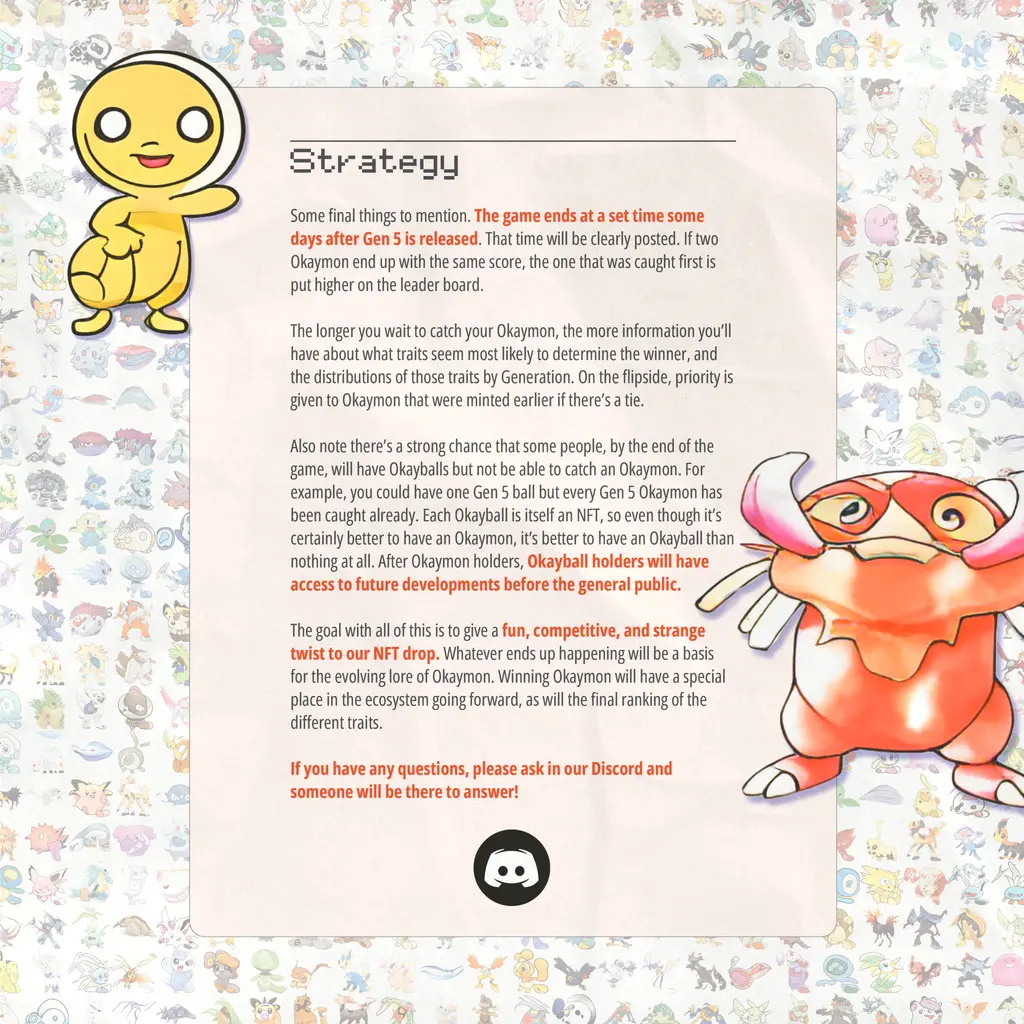 Strategy
Some final things to mention. The game ends at a set time some
days after Gen 5 is released. That time will be clearly posted. If two
Okaymon end up with the same score, the one that was caught first is
put higher on the leader board.
The longer you wait to catch your Okaymon, the more information you'll
have about what traits seem most likely to determine the winner, and
the distributions of those traits by Generation. On the flipside, priority is
given to Okaymon that were minted earlier if there's a tie.
Also note there's a strong chance that some people, by the end of the
game, will have Okayballs but not be able to catch an Okaymon. For
example, you could have one Gen 5 ball but every Gen 5 Okaymon has
been caught already. Each Okayball is itself an NFT, so even though it's
certainly better to have an Okaymon, it's better to have an Okayball than
nothing at all. After Okaymon holders, Okayball holders will have
access to future developments before the general public.
The goal with all of this is to give a fun, competitive, and strange
twist to our NFT drop. Whatever ends up happening will be a basis
for the evolving lore of Okaymon. Winning Okaymon will have a special
place in the ecosystem going forward, as will the final ranking of the
different traits.
If you have any questions, please ask in our Discord and
someone will be there to answer!